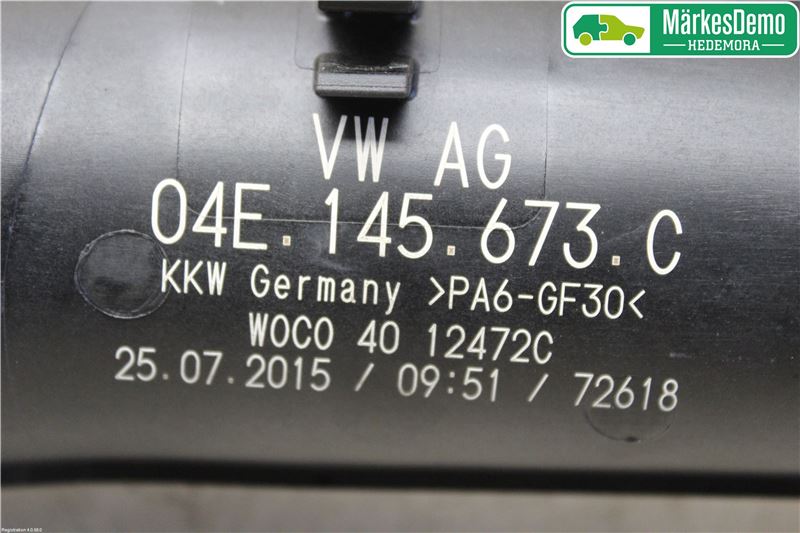 MärkesDemo
HEDEMORA
VW AG
04E.145.673.C
KKW Germany >PA6-GF30<
WOCO 40 12472C
25.07.2015 / 09:51 / 72618